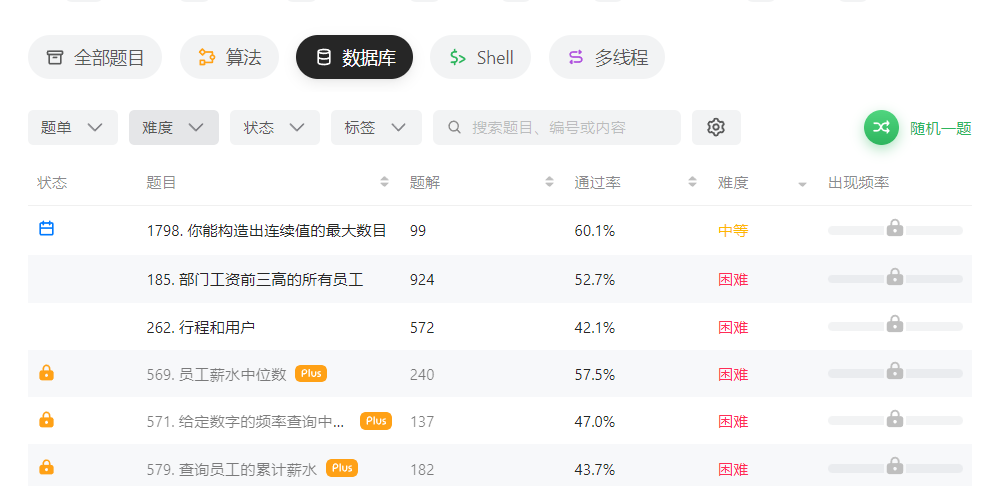 全部题目 算法 数据库 Shell 多线程
题单 难度 状态 标签 搜索题目、编号或内容 随机一题
状态 题目 题解 通过率 难度 出现频率
1798. 你能构造出连续值的最大数目 99 60.1% 中等
185. 部门工资前三高的所有员工 924 52.7% 困难
262. 行程和用户 572 42.1% 困难
569. 员工薪水中位数 Plus 240 57.5% 困难
571. 给定数字的频率查询中... Plus 137 47.0% 困难
579. 查询员工的累计薪水 Plus 182 43.7% 困难